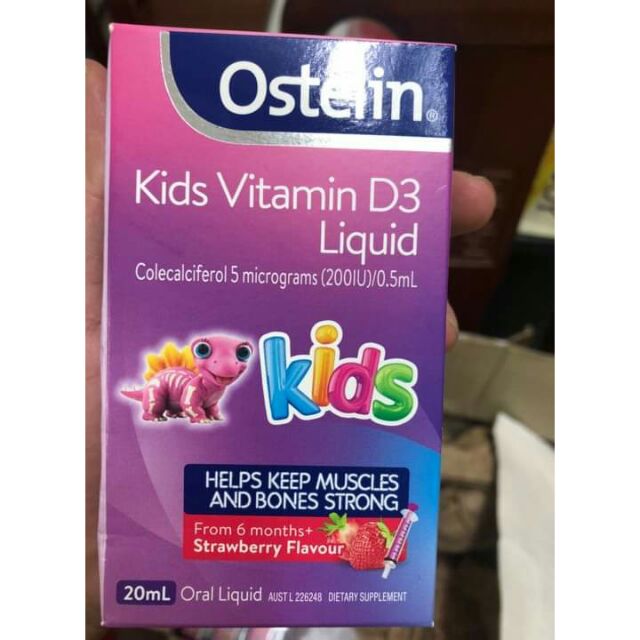 Ostelin®
Kids Vitamin D3
Liquid
Colecalciferol 5 micrograms (200IU)/0.5mL
kids
HELPS KEEP MUSCLES
AND BONES STRONG
From 6 months+
Strawberry Flavour
20mL Oral Liquid AUST L 226248 DIETARY SUPPLEMENT